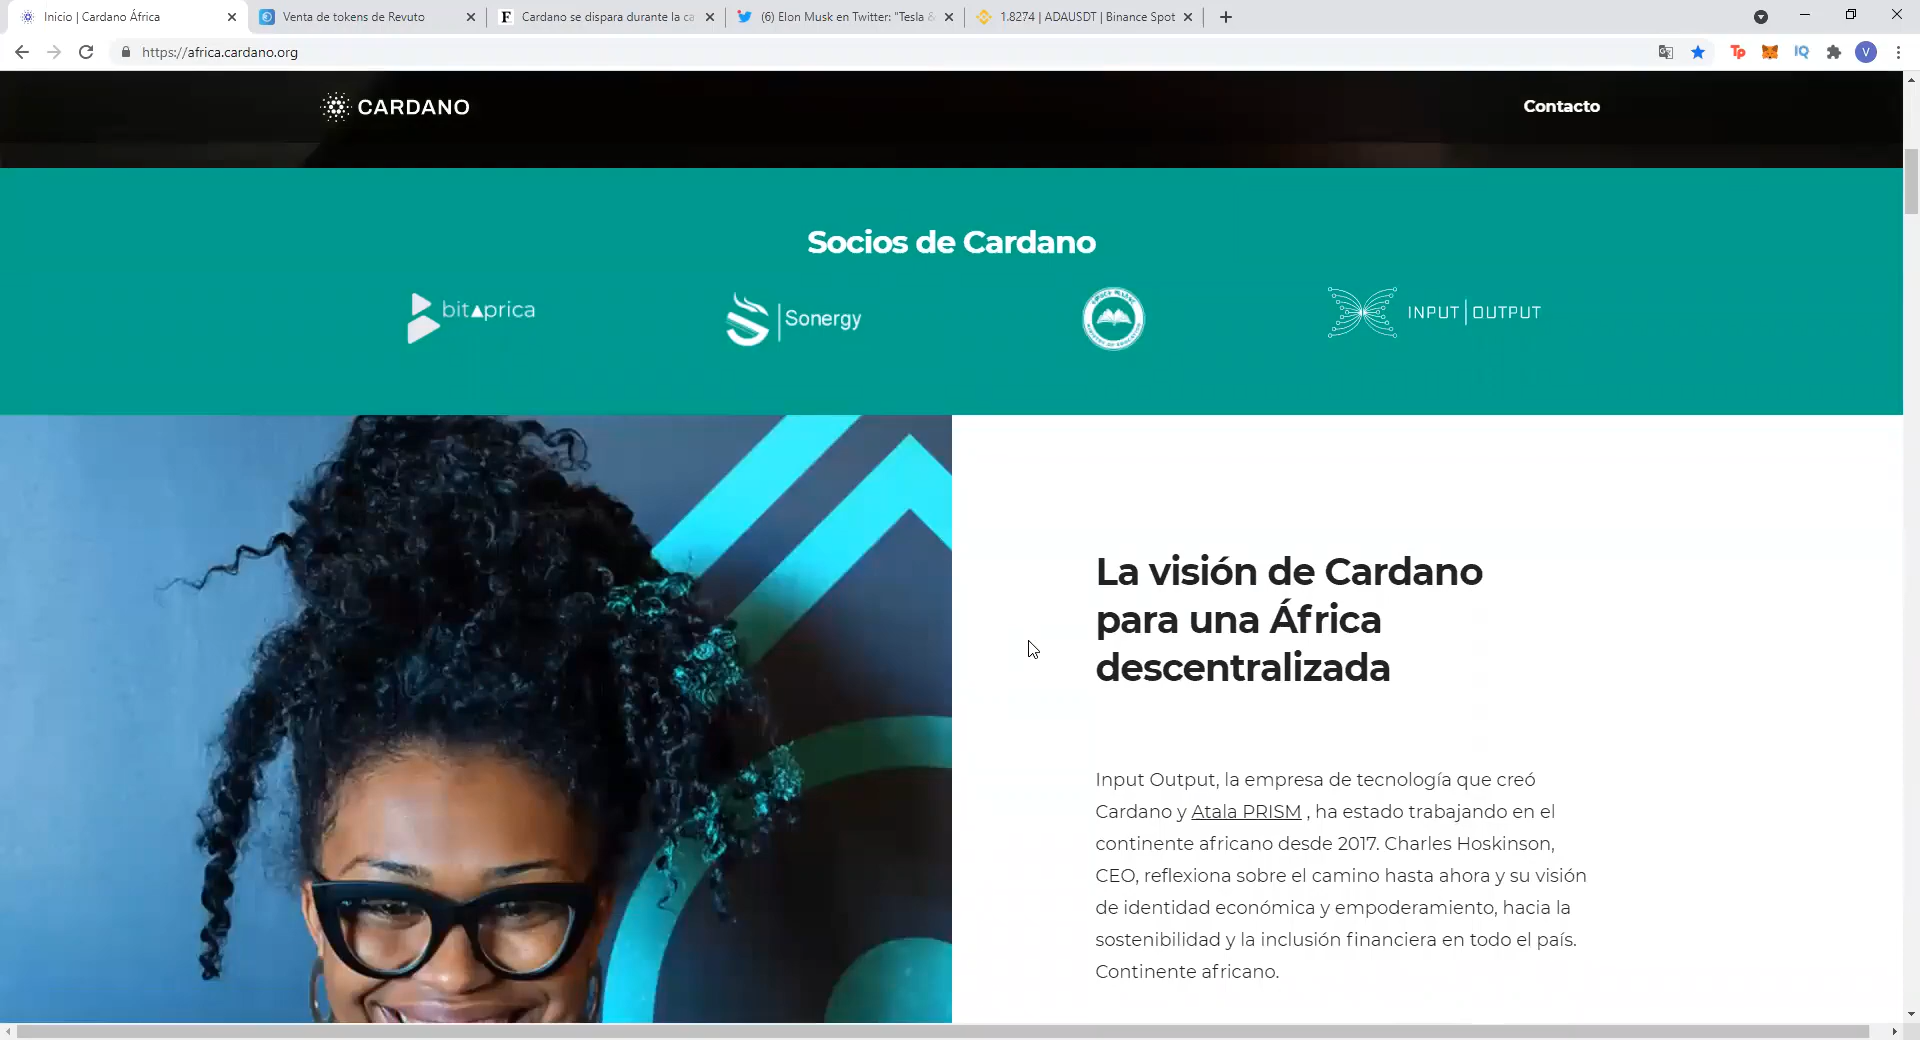 Inicio | Cardano África
Venta de tokens de Revuto
F
Cardano se dispara durante la ca
(6) Elon Musk en Twitter: "Tesla &
1.8274 | ADAUSDT | Binance Spot
https://africa.cardano.org
Tp
IQ
V
CARDANO
Contacto
Socios de Cardano
bit▲prica
Sonergy
INPUT | OUTPUT
La visión de Cardano
para una África
descentralizada
Input Output, la empresa de tecnología que creó
Cardano y Atala PRISM , ha estado trabajando en el
continente africano desde 2017. Charles Hoskinson,
CEO, reflexiona sobre el camino hasta ahora y su visión
de identidad económica y empoderamiento, hacia la
sostenibilidad y la inclusión financiera en todo el país.
Continente africano.